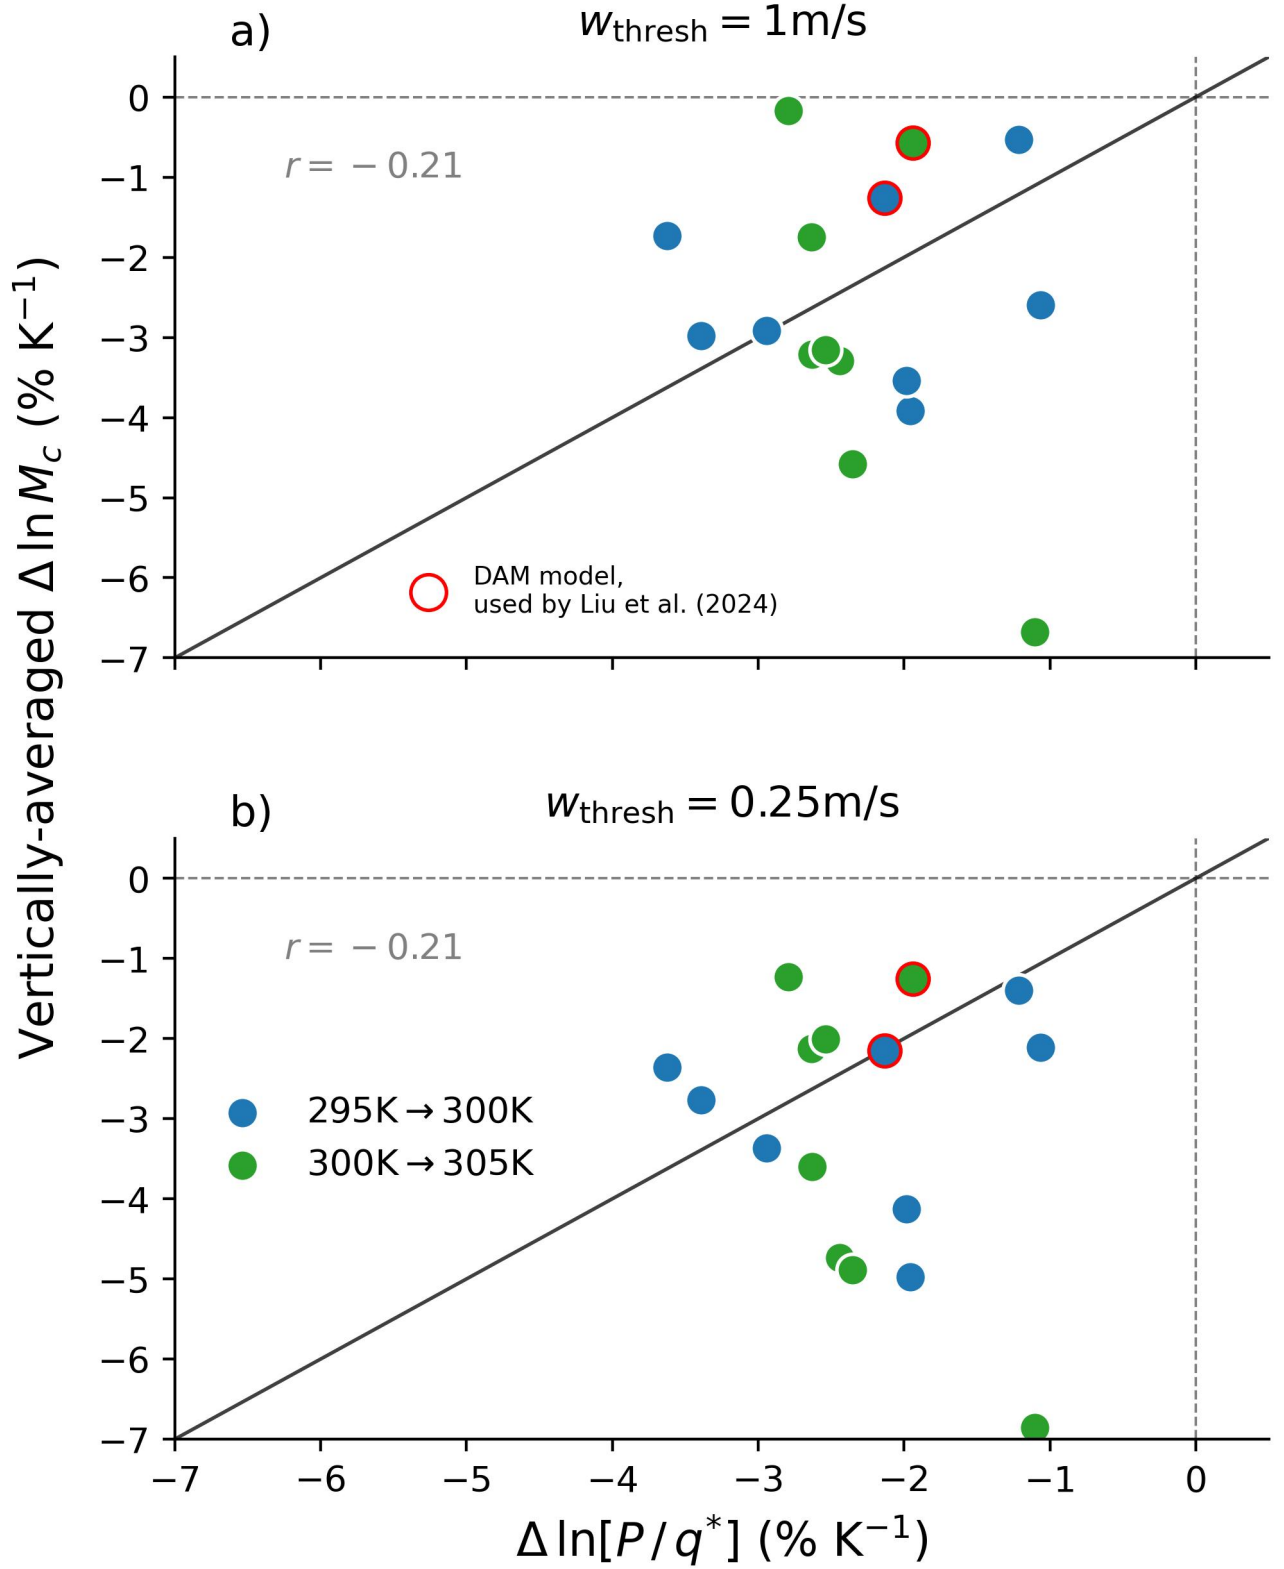 a)
w_thresh = 1m/s
0
r = −0.21
−1
−2
−3
−4
−5
−6
−7
DAM model,
used by Liu et al. (2024)
Vertically-averaged Δ ln M_c (% K⁻¹)
b)
w_thresh = 0.25m/s
0
r = −0.21
−1
−2
−3
−4
−5
−6
−7
295K→300K
300K→305K
−7 −6 −5 −4 −3 −2 −1 0
Δ ln[P / q*] (% K⁻¹)